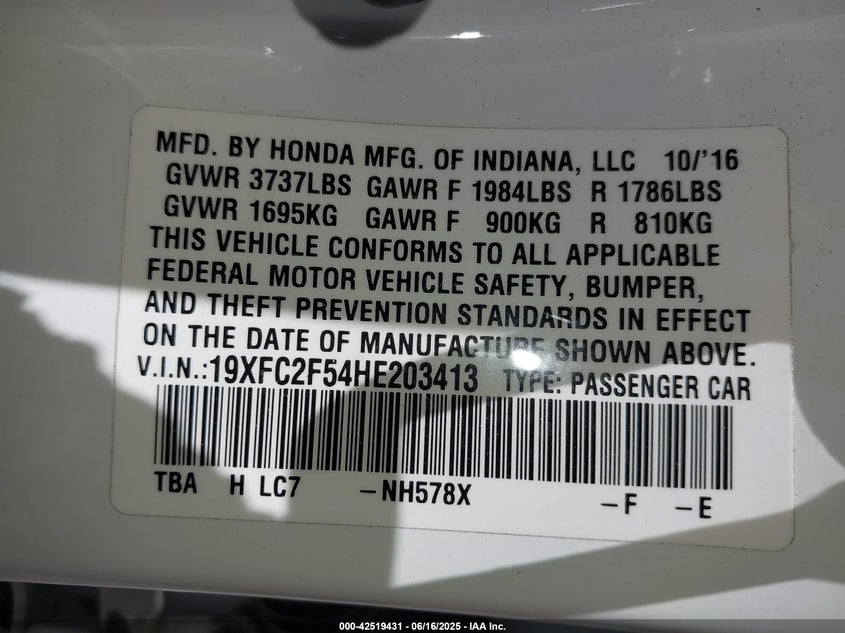 MFD. BY HONDA MFG. OF INDIANA, LLC 10/'16
GVWR 3737LBS GAWR F 1984LBS R 1786LBS
GVWR 1695KG GAWR F 900KG R 810KG
THIS VEHICLE CONFORMS TO ALL APPLICABLE
FEDERAL MOTOR VEHICLE SAFETY, BUMPER,
AND THEFT PREVENTION STANDARDS IN EFFECT
ON THE DATE OF MANUFACTURE SHOWN ABOVE.
V.I.N.:19XFC2F54HE203413 TYPE: PASSENGER CAR
TBA H LC7 –NH578X –F –E
000-42519431 - 06/16/2025 - IAA Inc.